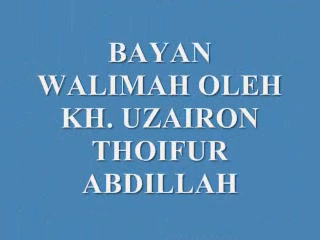 BAYAN
WALIMAH OLEH
KH. UZAIRON
THOIFUR
ABDILLAH